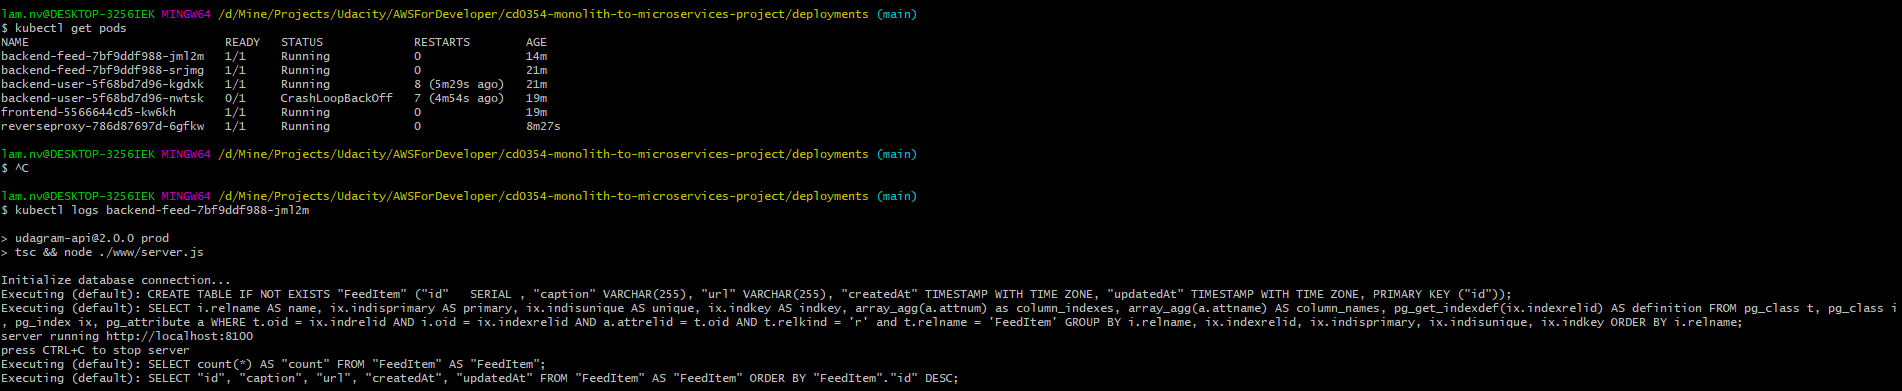 lam.nv@DESKTOP-3256IEK MINGW64 /d/Mine/Projects/Udacity/AWSForDeveloper/cd0354-monolith-to-microservices-project/deployments (main)
$ kubectl get pods
NAME                            READY   STATUS             RESTARTS        AGE
backend-feed-7bf9ddf988-jml2m   1/1     Running            0               14m
backend-feed-7bf9ddf988-srjmg   1/1     Running            0               21m
backend-user-5f68bd7d96-kgdxk   1/1     Running            8 (5m29s ago)   21m
backend-user-5f68bd7d96-nwtsk   0/1     CrashLoopBackOff   7 (4m54s ago)   19m
frontend-5566644cd5-kw6kh       1/1     Running            0               19m
reverseproxy-786d87697d-6gfkw   1/1     Running            0               8m27s
lam.nv@DESKTOP-3256IEK MINGW64 /d/Mine/Projects/Udacity/AWSForDeveloper/cd0354-monolith-to-microservices-project/deployments (main)
$ ^C
lam.nv@DESKTOP-3256IEK MINGW64 /d/Mine/Projects/Udacity/AWSForDeveloper/cd0354-monolith-to-microservices-project/deployments (main)
$ kubectl logs backend-feed-7bf9ddf988-jml2m
> udagram-api@2.0.0 prod
> tsc && node ./www/server.js
Initialize database connection...
Executing (default): CREATE TABLE IF NOT EXISTS "FeedItem" ("id"   SERIAL , "caption" VARCHAR(255), "url" VARCHAR(255), "createdAt" TIMESTAMP WITH TIME ZONE, "updatedAt" TIMESTAMP WITH TIME ZONE, PRIMARY KEY ("id"));
Executing (default): SELECT i.relname AS name, ix.indisprimary AS primary, ix.indisunique AS unique, ix.indkey AS indkey, array_agg(a.attnum) as column_indexes, array_agg(a.attname) AS column_names, pg_get_indexdef(ix.indexrelid) AS definition FROM pg_class t, pg_class i
, pg_index ix, pg_attribute a WHERE t.oid = ix.indrelid AND i.oid = ix.indexrelid AND a.attrelid = t.oid AND t.relkind = 'r' and t.relname = 'FeedItem' GROUP BY i.relname, ix.indexrelid, ix.indisprimary, ix.indisunique, ix.indkey ORDER BY i.relname;
server running http://localhost:8100
press CTRL+C to stop server
Executing (default): SELECT count(*) AS "count" FROM "FeedItem" AS "FeedItem";
Executing (default): SELECT "id", "caption", "url", "createdAt", "updatedAt" FROM "FeedItem" AS "FeedItem" ORDER BY "FeedItem"."id" DESC;